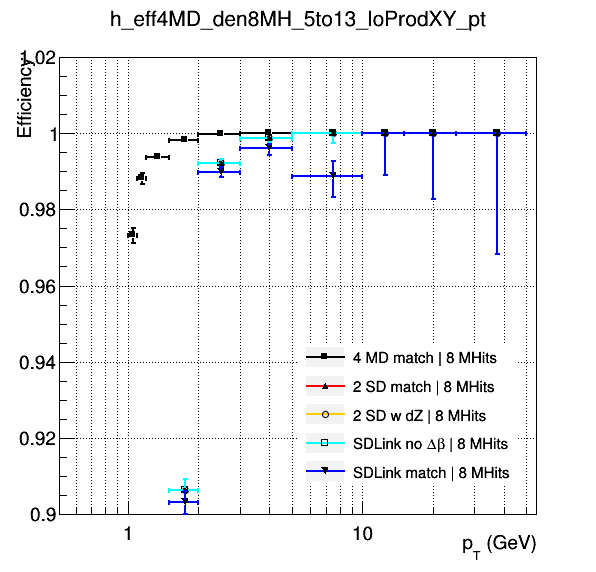 h_eff4MD_den8MH_5to13_loProdXY_pt
Efficiency
1.02
1
0.98
0.96
0.94
0.92
0.9
4 MD match | 8 MHits
2 SD match | 8 MHits
2 SD w dZ | 8 MHits
SDLink no Δβ | 8 MHits
SDLink match | 8 MHits
1
10
p_T (GeV)